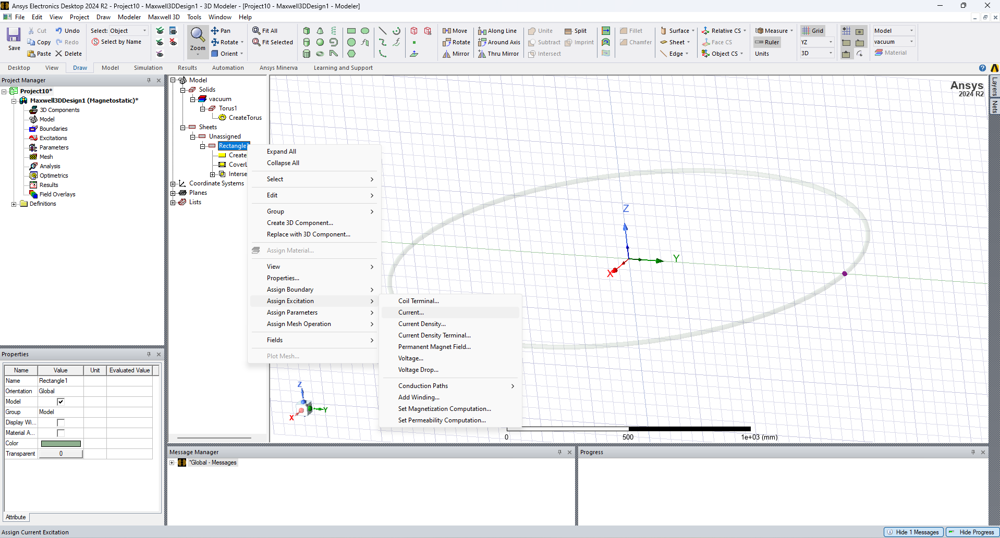 Ansys Electronics Desktop 2024 R2 - Project10 - Maxwell3DDesign1 - 3D Modeler - [Project10 - Maxwell3DDesign1 - Modeler]
File Edit View Project Draw Modeler Maxwell 3D Tools Window Help
Save
Cut
Copy
Paste
Undo
Redo
Delete
Select: Object
Select by Name
Zoom
Pan
Rotate
Orient
Fit All
Fit Selected
Move
Rotate
Mirror
Along Line
Around Axis
Thru Mirror
Unite
Subtract
Intersect
Split
Imprint
Fillet
Chamfer
Surface
Sheet
Edge
Relative CS
Face CS
Object CS
Measure
Ruler
Units
Grid
YZ
3D
Model
vacuum
Material
Desktop View Draw Model Simulation Results Automation Ansys Minerva Learning and Support
Project Manager
Project10*
Maxwell3DDesign1 (Magnetostatic)*
3D Components
Model
Boundaries
Excitations
Parameters
Mesh
Analysis
Optimetrics
Results
Field Overlays
Definitions
Model
Solids
vacuum
Torus1
CreateTorus
Sheets
Unassigned
Rectangle1
Create
CoverL
Interse
Coordinate Systems
Planes
Lists
Expand All
Collapse All
Select
Edit
Group
Create 3D Component...
Replace with 3D Component...
Assign Material...
View
Properties...
Assign Boundary
Assign Excitation
Assign Parameters
Assign Mesh Operation
Fields
Plot Mesh...
Coil Terminal...
Current...
Current Density...
Current Density Terminal...
Permanent Magnet Field...
Voltage...
Voltage Drop...
Conduction Paths
Add Winding...
Set Magnetization Computation...
Set Permeability Computation...
Ansys
2024 R2
Layers
Nets
Z
Y
X
Z
Y
X
0 500 1e+03 (mm)
Properties
Name Value Unit Evaluated Value
Name Rectangle1
Orientation Global
Model
Group Model
Display Wi...
Material A...
Color
Transparent 0
Attribute
Message Manager
*Global - Messages
Progress
Assign Current Excitation
Hide 1 Messages
Hide Progress